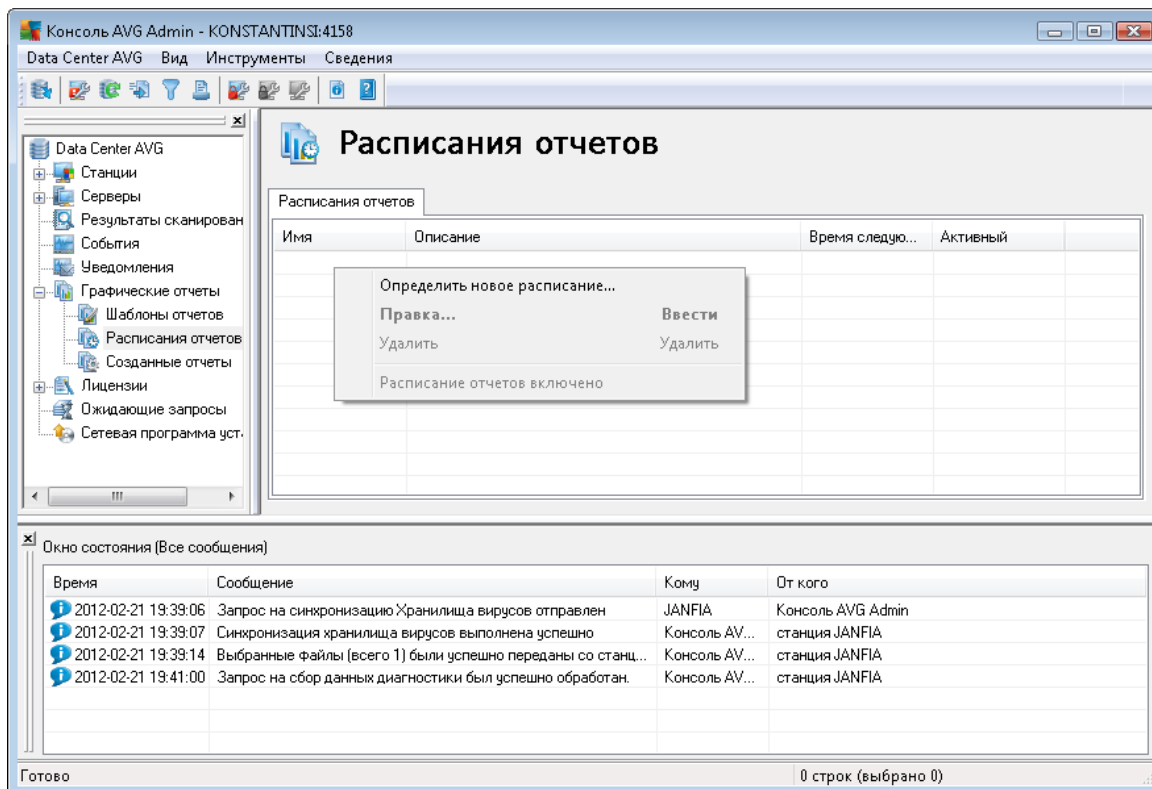 Консоль AVG Admin - KONSTANTINSI:4158
Data Center AVG Вид Инструменты Сведения
Data Center AVG
Станции
Серверы
Результаты сканирован
События
Уведомления
Графические отчеты
Шаблоны отчетов
Расписания отчетов
Созданные отчеты
Лицензии
Ожидающие запросы
Сетевая программа уст.
Расписания отчетов
Расписания отчетов
Имя Описание Время следую... Активный
Определить новое расписание...
Правка... Ввести
Удалить Удалить
Расписание отчетов включено
Окно состояния (Все сообщения)
Время Сообщение Кому От кого
2012-02-21 19:39:06 Запрос на синхронизацию Хранилища вирусов отправлен JANFIA Консоль AVG Admin
2012-02-21 19:39:07 Синхронизация хранилища вирусов выполнена успешно Консоль AV... станция JANFIA
2012-02-21 19:39:14 Выбранные файлы (всего 1) были успешно переданы со станц... Консоль AV... станция JANFIA
2012-02-21 19:41:00 Запрос на сбор данных диагностики был успешно обработан. Консоль AV... станция JANFIA
Готово 0 строк (выбрано 0)